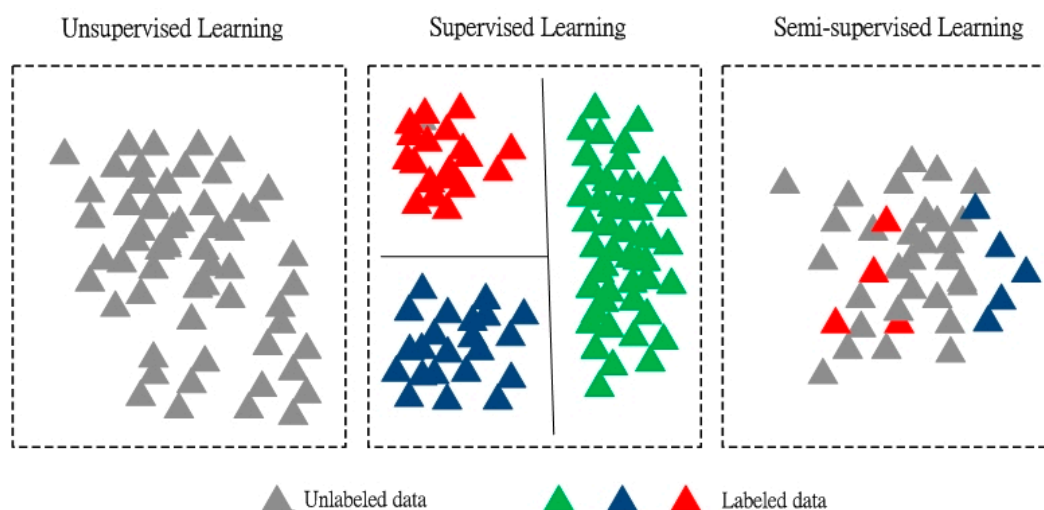 Unsupervised Learning
Supervised Learning
Semi-supervised Learning
Unlabeled data
Labeled data